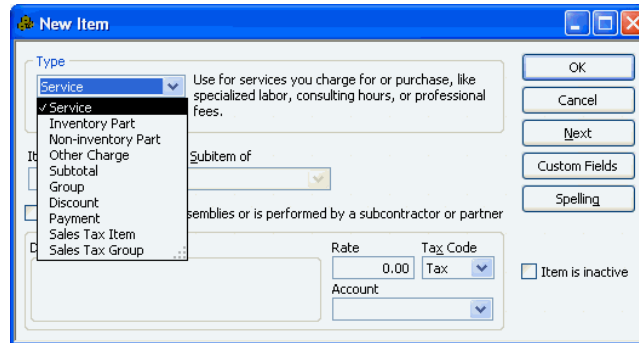 New Item
Type
Service
Use for services you charge for or purchase, like
specialized labor, consulting hours, or professional
fees.
✓ Service
Inventory Part
Non-inventory Part
Other Charge
Subtotal
Group
Discount
Payment
Sales Tax Item
Sales Tax Group
It
Subitem of
semblies or is performed by a subcontractor or partner
D
Rate
Tax Code
0.00
Tax
Account
OK
Cancel
Next
Custom Fields
Spelling
Item is inactive